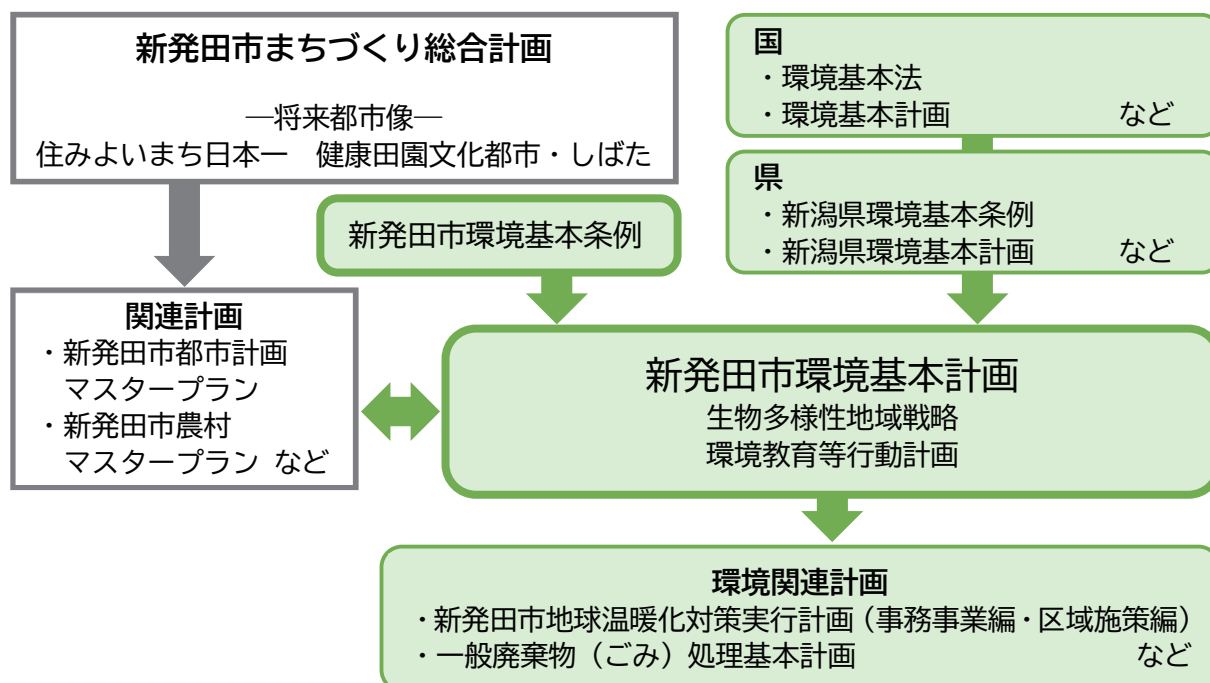 新発田市まちづくり総合計画
―将来都市像―
住みよいまち日本一　健康田園文化都市・しばた
国
・環境基本法
・環境基本計画　など
県
・新潟県環境基本条例
・新潟県環境基本計画　など
新発田市環境基本条例
関連計画
・新発田市都市計画
マスタープラン
・新発田市農村
マスタープラン など
新発田市環境基本計画
生物多様性地域戦略
環境教育等行動計画
環境関連計画
・新発田市地球温暖化対策実行計画（事務事業編・区域施策編）
・一般廃棄物（ごみ）処理基本計画　など